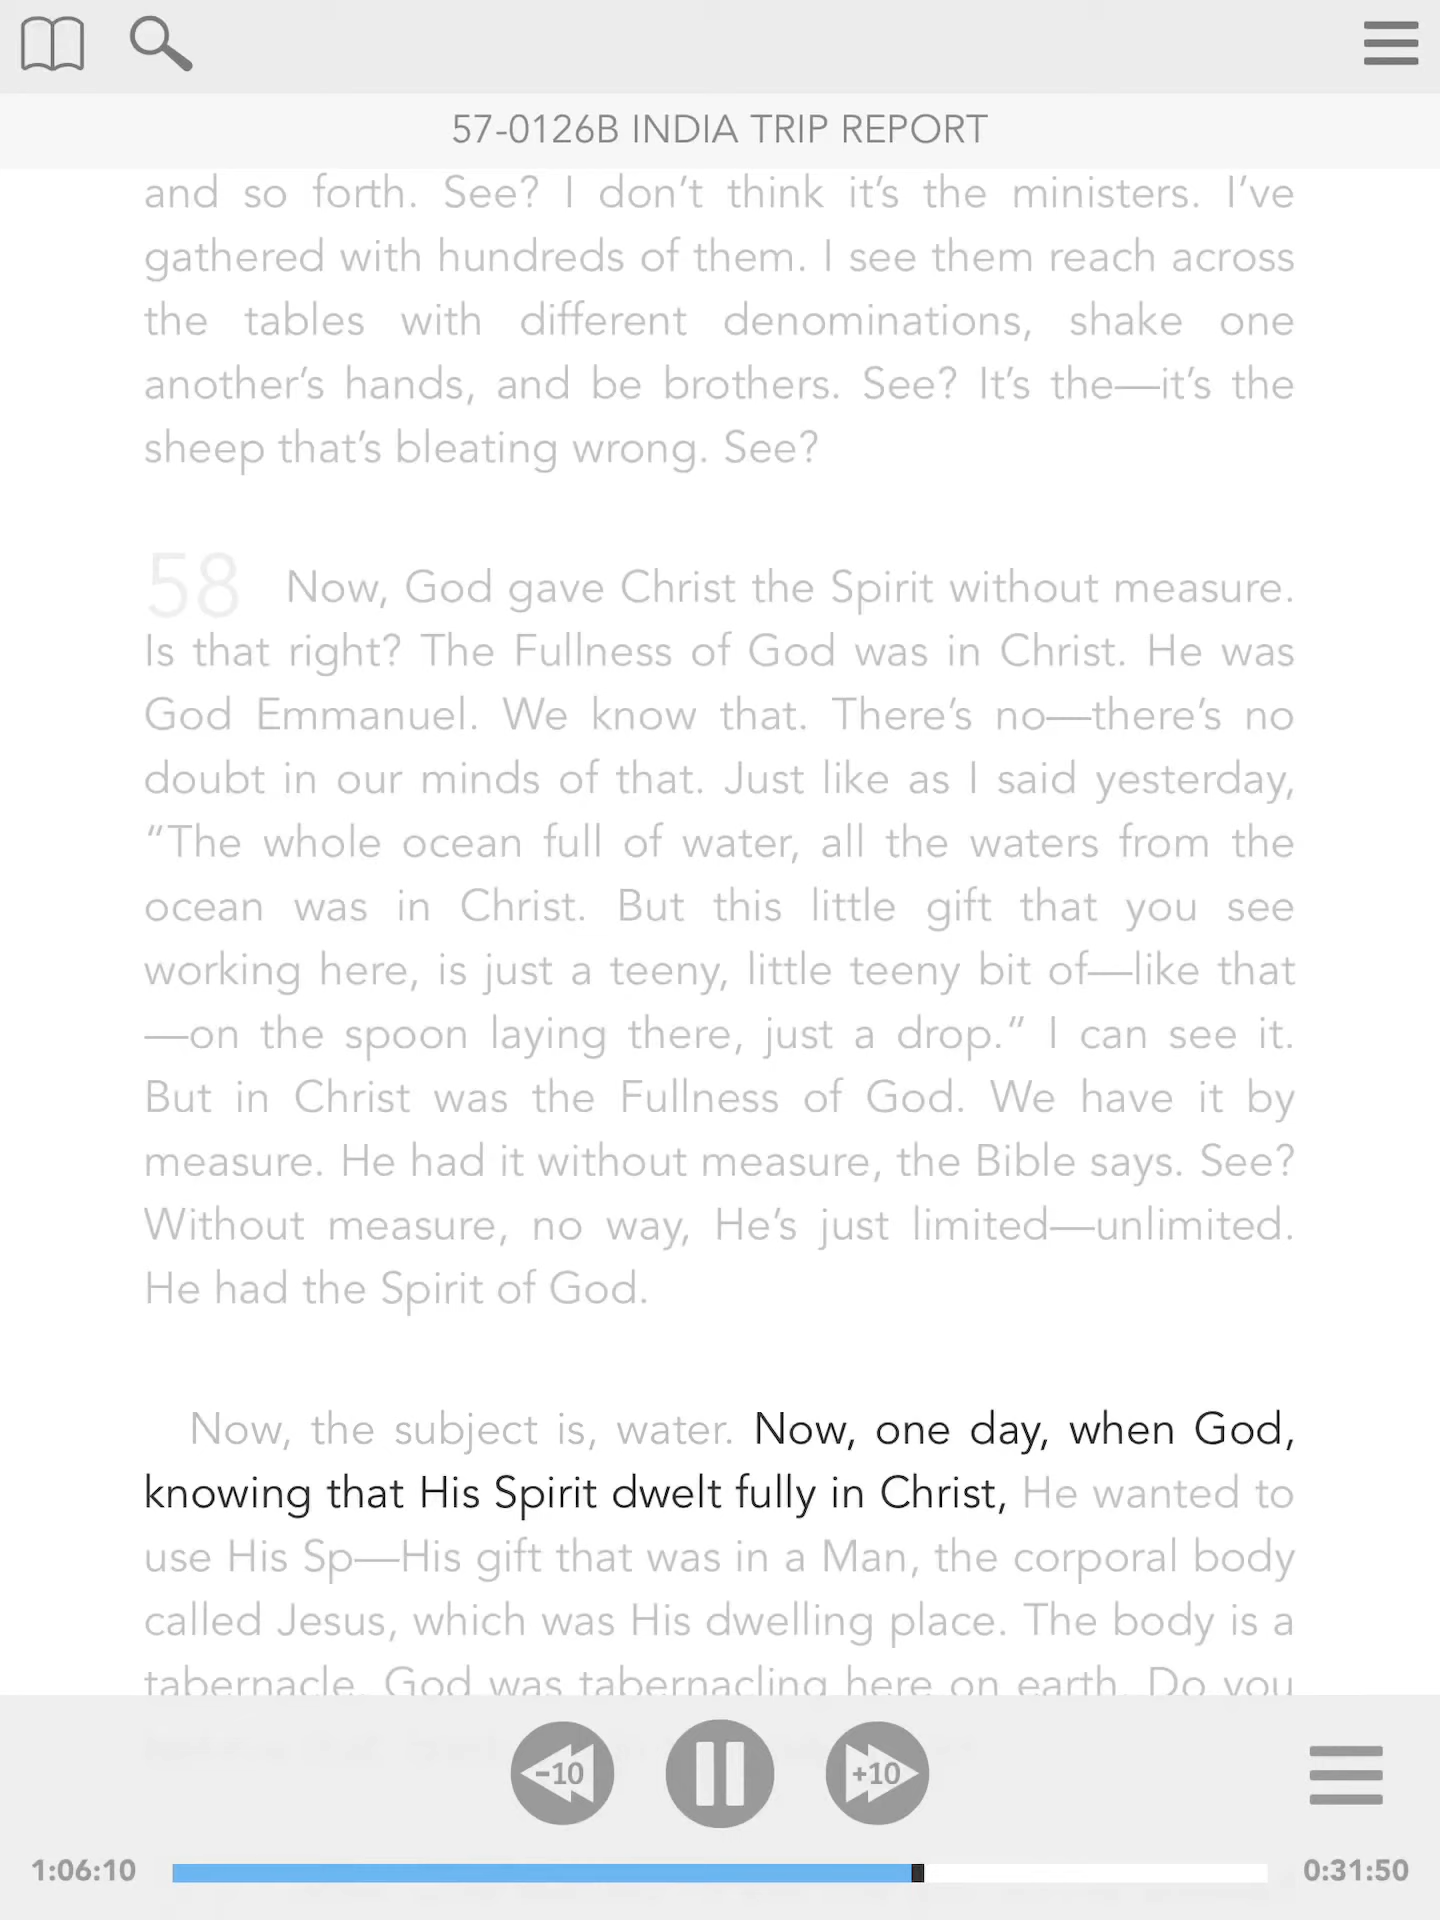 57-0126B INDIA TRIP REPORT
and so forth. See? I don’t think it’s the ministers. I’ve
gathered with hundreds of them. I see them reach across
the tables with different denominations, shake one
another’s hands, and be brothers. See? It’s the—it’s the
sheep that’s bleating wrong. See?
58 Now, God gave Christ the Spirit without measure.
Is that right? The Fullness of God was in Christ. He was
God Emmanuel. We know that. There’s no—there’s no
doubt in our minds of that. Just like as I said yesterday,
“The whole ocean full of water, all the waters from the
ocean was in Christ. But this little gift that you see
working here, is just a teeny, little teeny bit of—like that
—on the spoon laying there, just a drop.” I can see it.
But in Christ was the Fullness of God. We have it by
measure. He had it without measure, the Bible says. See?
Without measure, no way, He’s just limited—unlimited.
He had the Spirit of God.
Now, the subject is, water. Now, one day, when God,
knowing that His Spirit dwelt fully in Christ, He wanted to
use His Sp—His gift that was in a Man, the corporal body
called Jesus, which was His dwelling place. The body is a
tabernacle. God was tabernacling here on earth. Do you
-10 +10
1:06:10 0:31:50